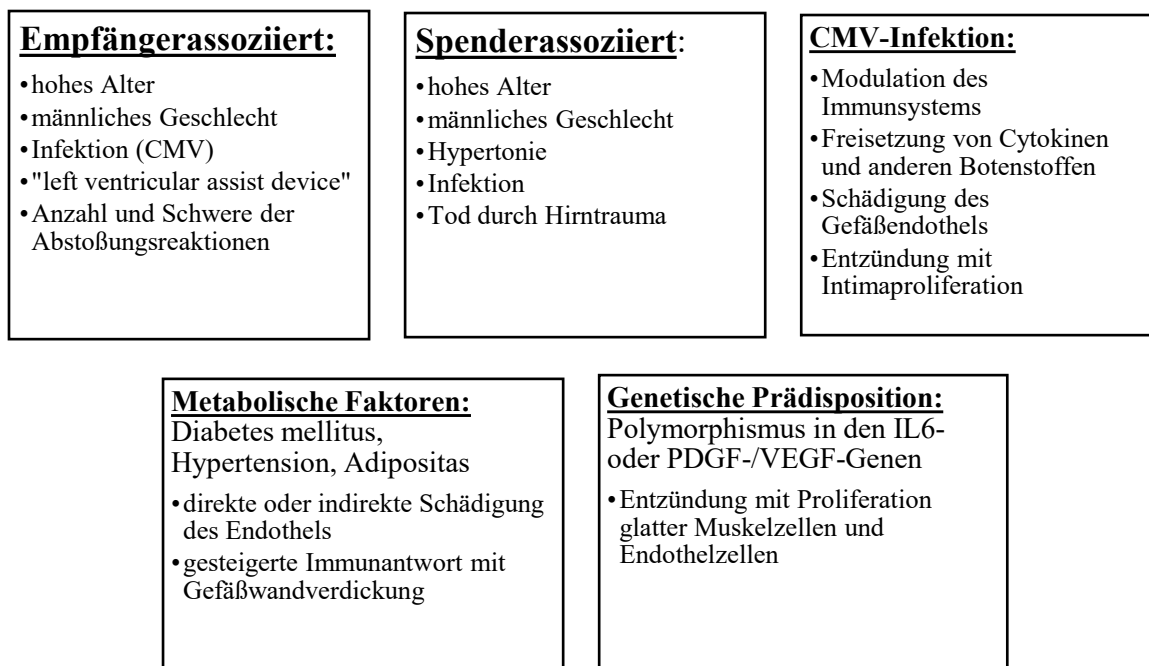 Empfängerassoziiert:
•hohes Alter
•männliches Geschlecht
•Infektion (CMV)
•"left ventricular assist device"
•Anzahl und Schwere der
Abstoßungsreaktionen
Spenderassoziiert:
•hohes Alter
•männliches Geschlecht
•Hypertonie
•Infektion
•Tod durch Hirntrauma
CMV-Infektion:
•Modulation des
Immunsystems
•Freisetzung von Cytokinen
und anderen Botenstoffen
•Schädigung des
Gefäßendothels
•Entzündung mit
Intimaproliferation
Metabolische Faktoren:
Diabetes mellitus,
Hypertension, Adipositas
•direkte oder indirekte Schädigung
des Endothels
•gesteigerte Immunantwort mit
Gefäßwandverdickung
Genetische Prädisposition:
Polymorphismus in den IL6-
oder PDGF-/VEGF-Genen
•Entzündung mit Proliferation
glatter Muskelzellen und
Endothelzellen